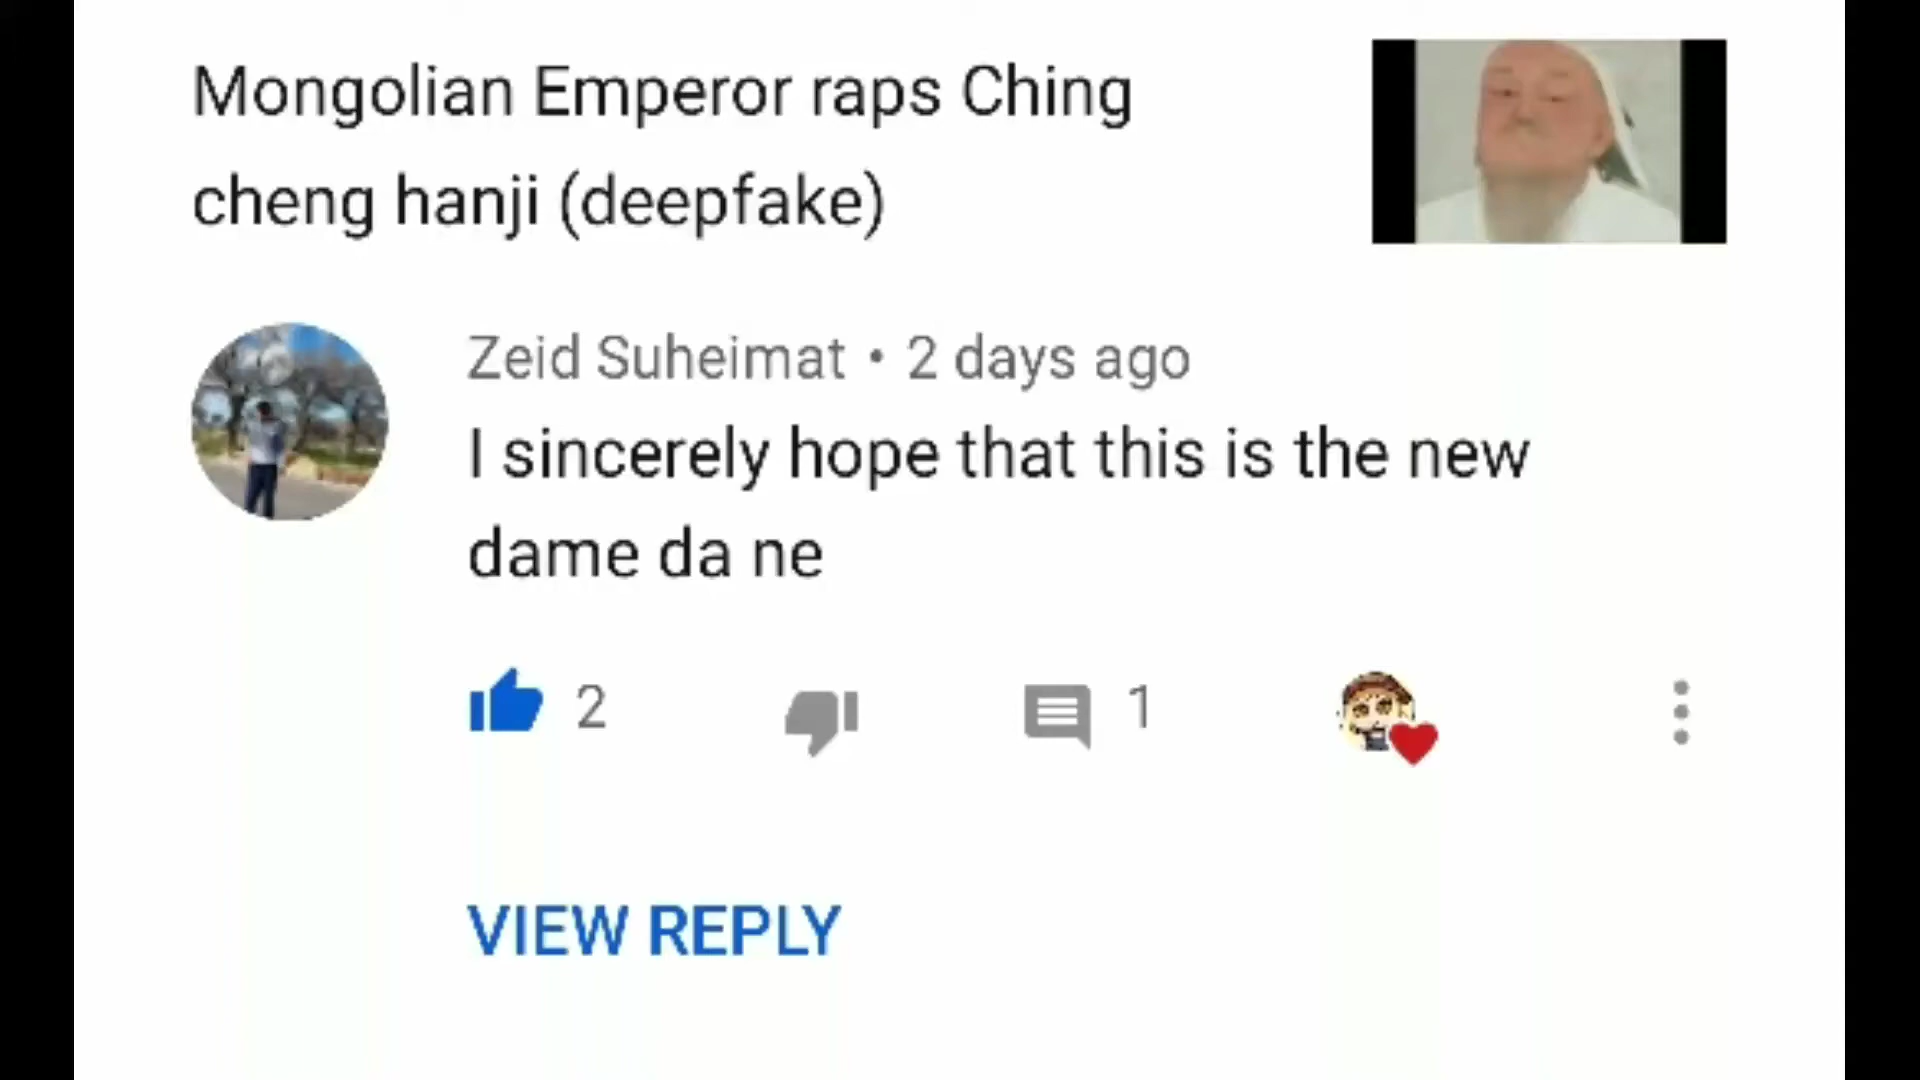 Mongolian Emperor raps Ching
cheng hanji (deepfake)
Zeid Suheimat • 2 days ago
I sincerely hope that this is the new
dame da ne
2
1
VIEW REPLY